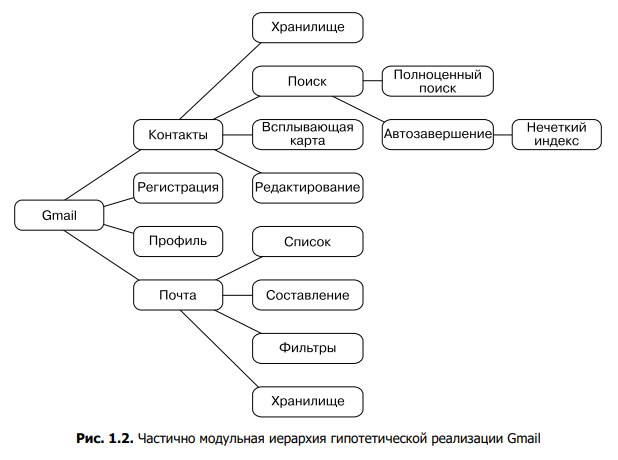 Хранилище
Поиск
Полноценный
поиск
Контакты
Всплывающая
карта
Автозавершение
Нечеткий
индекс
Регистрация
Редактирование
Gmail
Профиль
Список
Почта
Составление
Фильтры
Хранилище
Рис. 1.2. Частично модульная иерархия гипотетической реализации Gmail